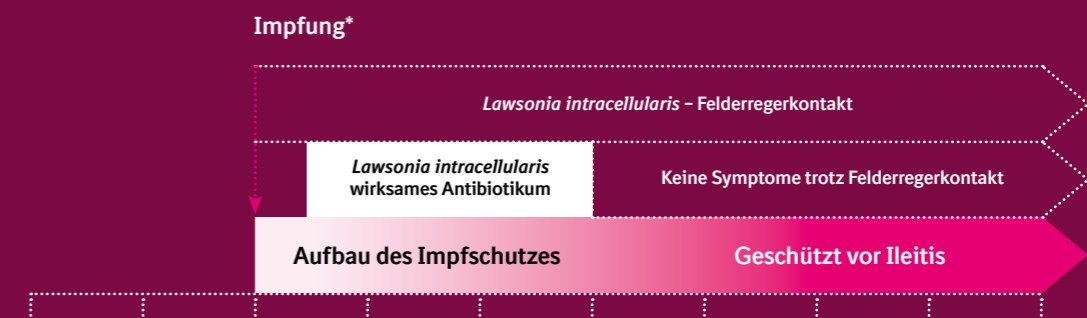 Impfung*
Lawsonia intracellularis – Felderregerkontakt
Lawsonia intracellularis
wirksames Antibiotikum
Keine Symptome trotz Felderregerkontakt
Aufbau des Impfschutzes
Geschützt vor Ileitis